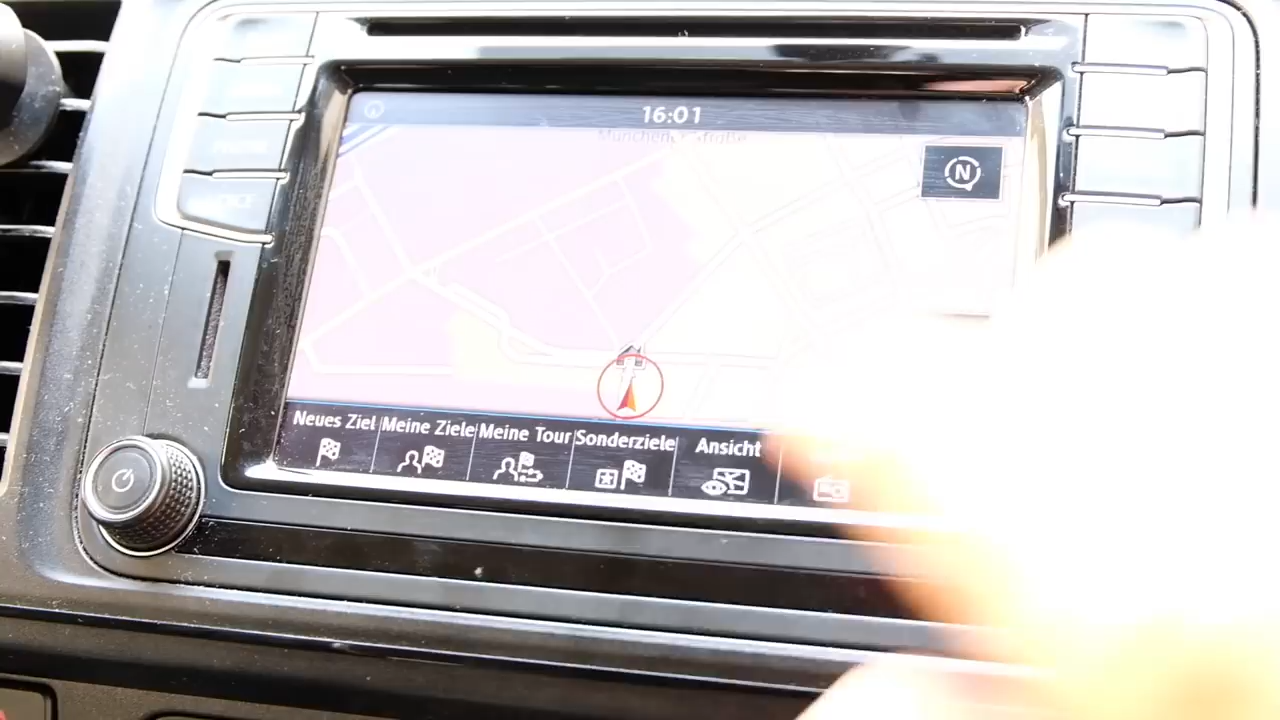 16:01
N
Neues Ziel
Meine Ziele
Meine Tour
Sonderziele
Ansicht